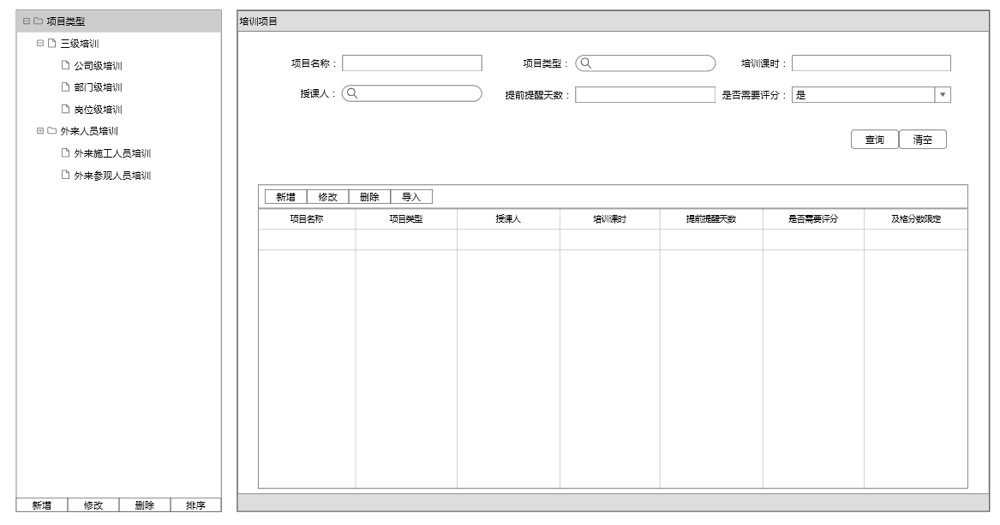 项目类型
三级培训
公司级培训
部门级培训
岗位级培训
外来人员培训
外来施工人员培训
外来参观人员培训
新增 修改 删除 排序
培训项目
项目名称： 项目类型： 培训课时：
授课人： 提前提醒天数： 是否需要评分： 是
查询 清空
新增 修改 删除 导入
项目名称 项目类型 授课人 培训课时 提前提醒天数 是否需要评分 及格分数限定